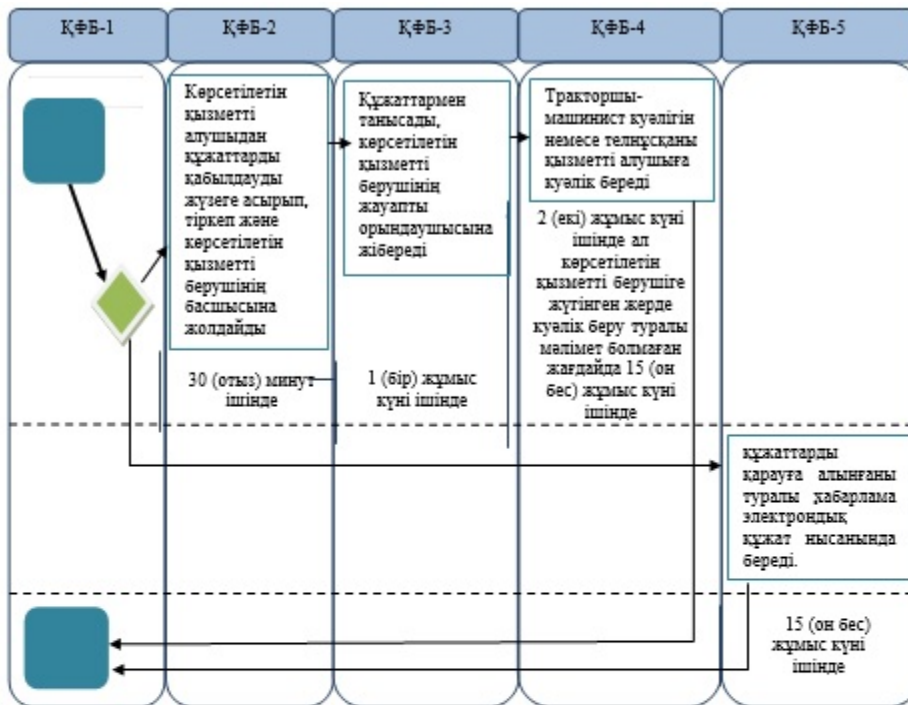 ҚФБ-1
ҚФБ-2
ҚФБ-3
ҚФБ-4
ҚФБ-5
Көрсетілетін
қызметті
алушыдан
құжаттарды
қабылдауды
жүзеге асырып,
тіркеп және
көрсетілетін
қызметті
берушінің
басшысына
жолдайды
30 (отыз) минут
ішінде
Құжаттармен
танысады,
көрсетілетін
қызметті
берушінің
жауапты
орындаушысына
жібереді
1 (бір) жұмыс
күні ішінде
Тракторшы-
машинист куәлігін
немесе телнұсқаны
қызметті алушыға
куәлік береді
2 (екі) жұмыс күні
ішінде ал
көрсетілетін
қызметті берушіге
жүгінген жерде
куәлік беру туралы
мәлімет болмаған
жағдайда 15 (он
бес) жұмыс күні
ішінде
құжаттарды
қарауға алынғаны
туралы хабарлама
электрондық
құжат нысанында
береді.
15 (он бес)
жұмыс күні
ішінде